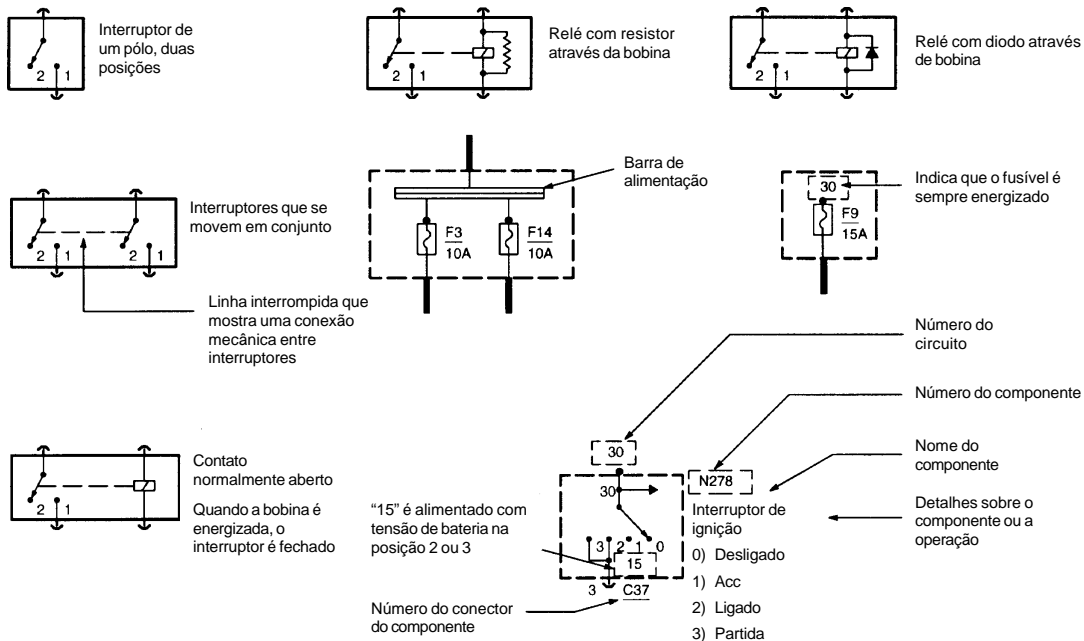 Interruptor de
um pólo, duas
posições
2 1
Relé com resistor
através da bobina
2 1
Relé com diodo através
de bobina
2 1
Interruptores que se
movem em conjunto
2 1 2 1
Linha interrompida que
mostra uma conexão
mecânica entre
interruptores
Barra de
alimentação
F3
10A
F14
10A
30
F9
15A
Indica que o fusível é
sempre energizado
Contato
normalmente aberto
Quando a bobina é
energizada, o
interruptor é fechado
2 1
Número do
circuito
Número do componente
Nome do
componente
Detalhes sobre o
componente ou a
operação
30
30
N278
Interruptor de
ignição
0) Desligado
1) Acc
2) Ligado
3) Partida
3 2 1 0
15
3 C37
“15” é alimentado com
tensão de bateria na
posição 2 ou 3
Número do conector
do componente